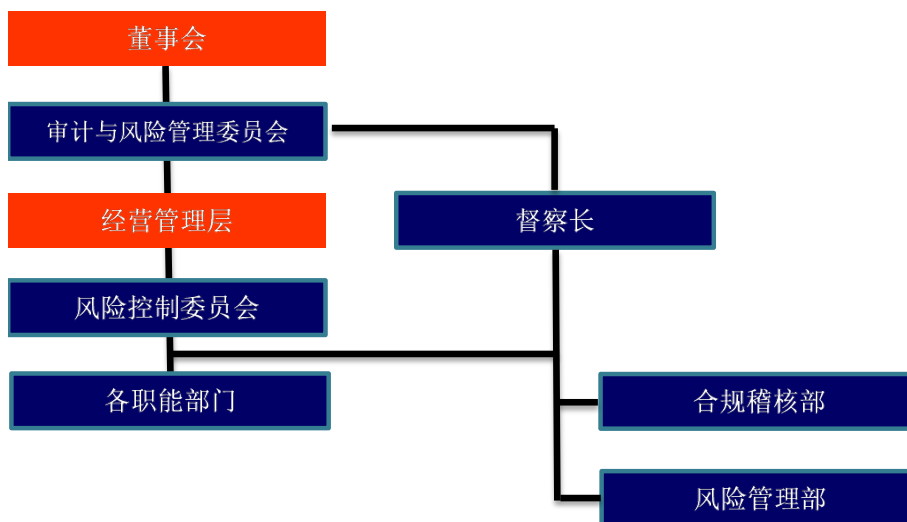 董事会
审计与风险管理委员会
经营管理层
督察长
风险控制委员会
各职能部门
合规稽核部
风险管理部